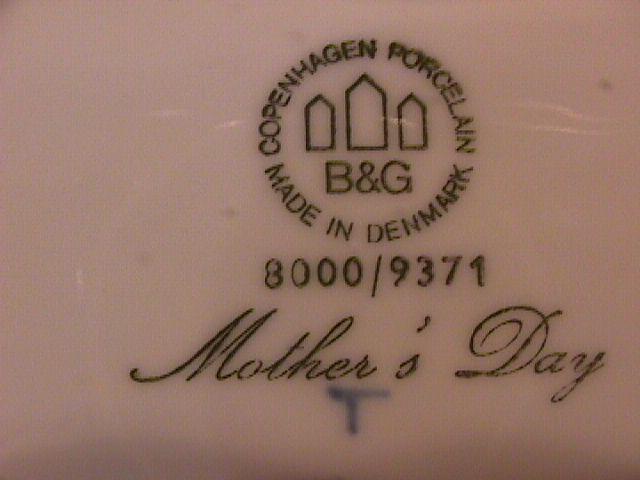 COPENHAGEN PORCELAIN
B&G
MADE IN DENMARK
8000/9371
Mother's Day
T